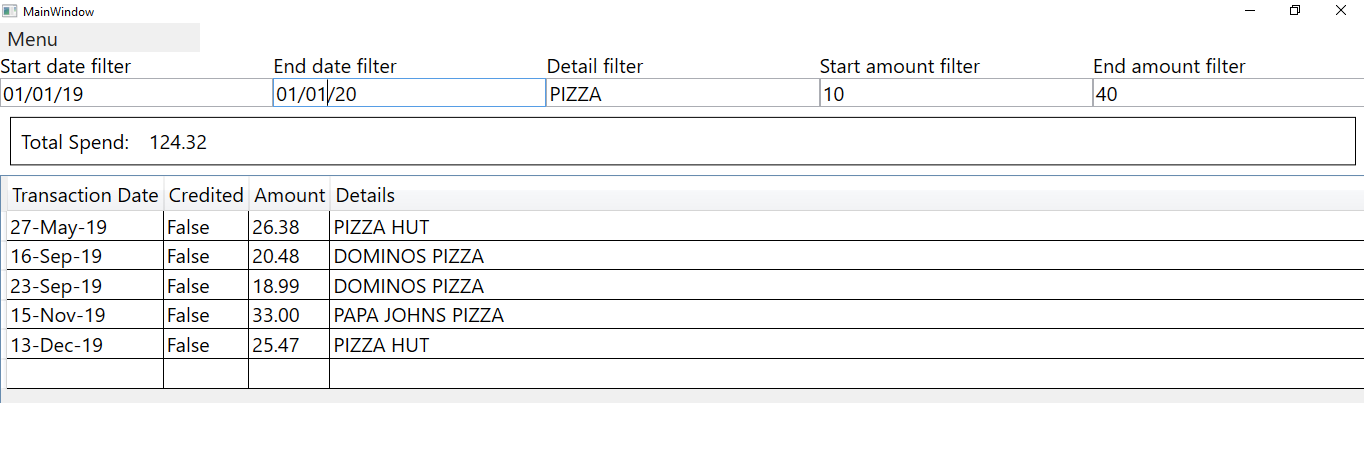 MainWindow
Menu
Start date filter End date filter Detail filter Start amount filter End amount filter
01/01/19 01/01/20 PIZZA 10 40
Total Spend: 124.32
Transaction Date Credited Amount Details
27-May-19 False 26.38 PIZZA HUT
16-Sep-19 False 20.48 DOMINOS PIZZA
23-Sep-19 False 18.99 DOMINOS PIZZA
15-Nov-19 False 33.00 PAPA JOHNS PIZZA
13-Dec-19 False 25.47 PIZZA HUT